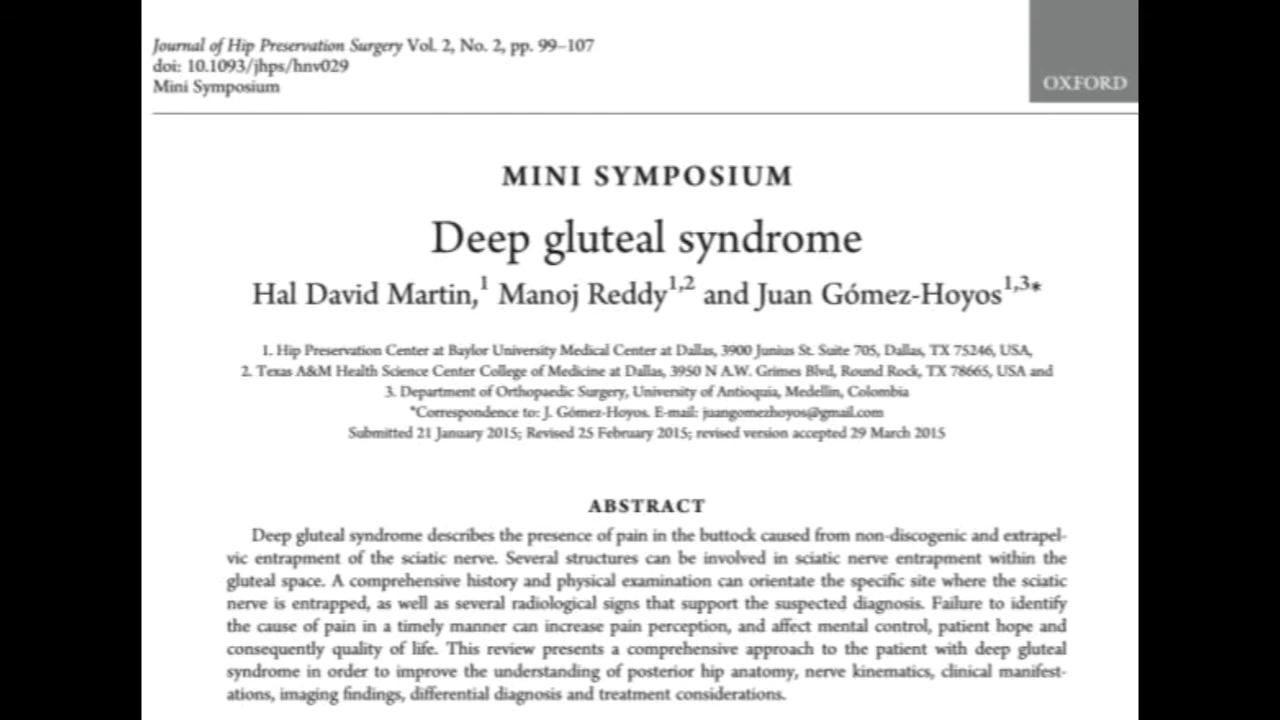 Journal of Hip Preservation Surgery Vol. 2, No. 2, pp. 99–107
doi: 10.1093/jhps/hnv029
Mini Symposium
OXFORD
MINI SYMPOSIUM
Deep gluteal syndrome
Hal David Martin,1 Manoj Reddy1,2 and Juan Gómez-Hoyos1,3*
1. Hip Preservation Center at Baylor University Medical Center at Dallas, 3900 Junius St. Suite 705, Dallas, TX 75246, USA,
2. Texas A&M Health Science Center College of Medicine at Dallas, 3950 N A.W. Grimes Blvd, Round Rock, TX 78665, USA and
3. Department of Orthopaedic Surgery, University of Antioquia, Medellin, Colombia
*Correspondence to: J. Gómez-Hoyos. E-mail: juangomezhoyos@gmail.com
Submitted 21 January 2015; Revised 25 February 2015; revised version accepted 29 March 2015
ABSTRACT
Deep gluteal syndrome describes the presence of pain in the buttock caused from non-discogenic and extrapel-
vic entrapment of the sciatic nerve. Several structures can be involved in sciatic nerve entrapment within the
gluteal space. A comprehensive history and physical examination can orientate the specific site where the sciatic
nerve is entrapped, as well as several radiological signs that support the suspected diagnosis. Failure to identify
the cause of pain in a timely manner can increase pain perception, and affect mental control, patient hope and
consequently quality of life. This review presents a comprehensive approach to the patient with deep gluteal
syndrome in order to improve the understanding of posterior hip anatomy, nerve kinematics, clinical manifest-
ations, imaging findings, differential diagnosis and treatment considerations.